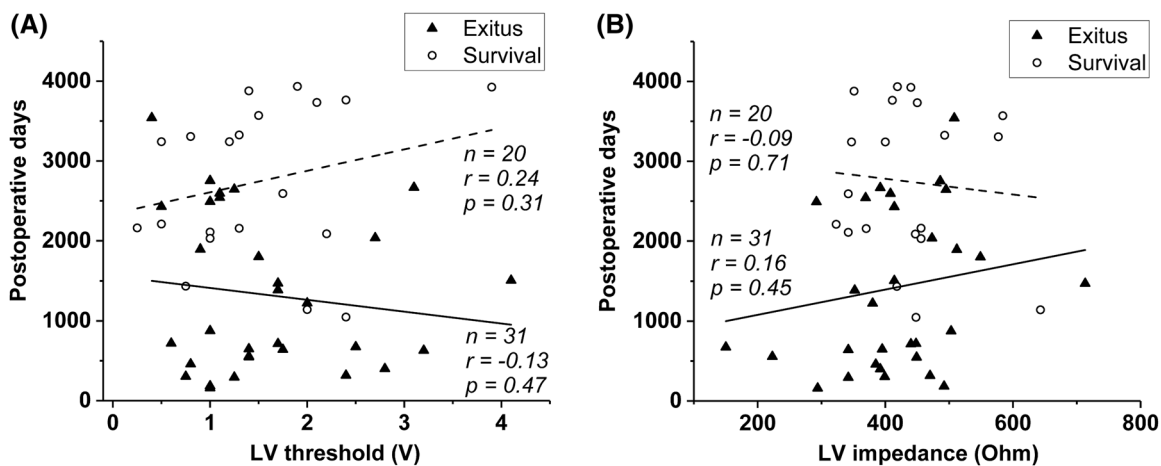 (A)
Exitus
Survival
Postoperative days
4000
3000
2000
1000
0
n = 20
r = 0.24
p = 0.31
n = 31
r = -0.13
p = 0.47
0
1
2
3
4
LV threshold (V)
(B)
Exitus
Survival
Postoperative days
4000
3000
2000
1000
0
n = 20
r = -0.09
p = 0.71
n = 31
r = 0.16
p = 0.45
200
400
600
800
LV impedance (Ohm)